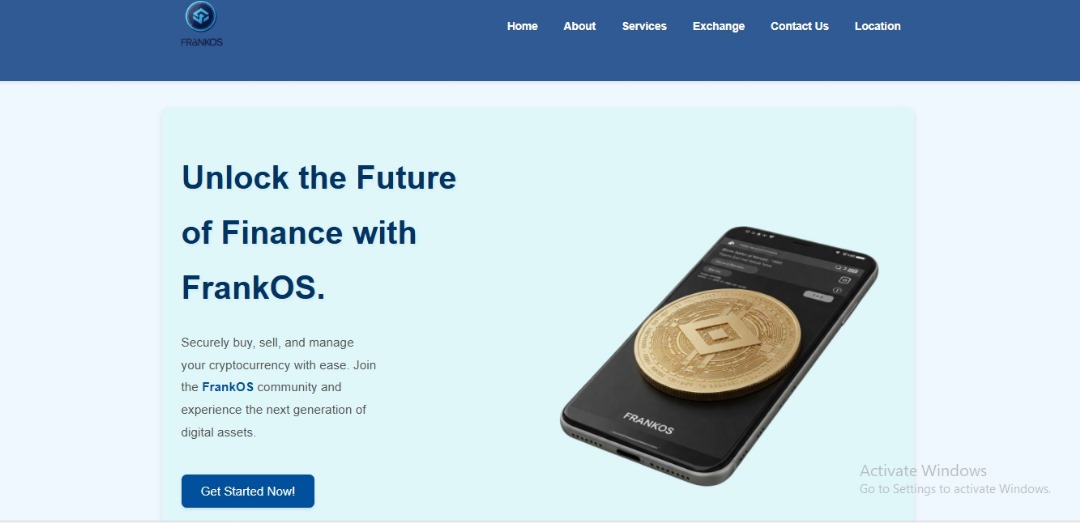 FRANKOS
Home About Services Exchange Contact Us Location
Unlock the Future
of Finance with
FrankOS.
Securely buy, sell, and manage
your cryptocurrency with ease. Join
the FrankOS community and
experience the next generation of
digital assets.
Get Started Now!
FRANKOS
Activate Windows
Go to Settings to activate Windows.